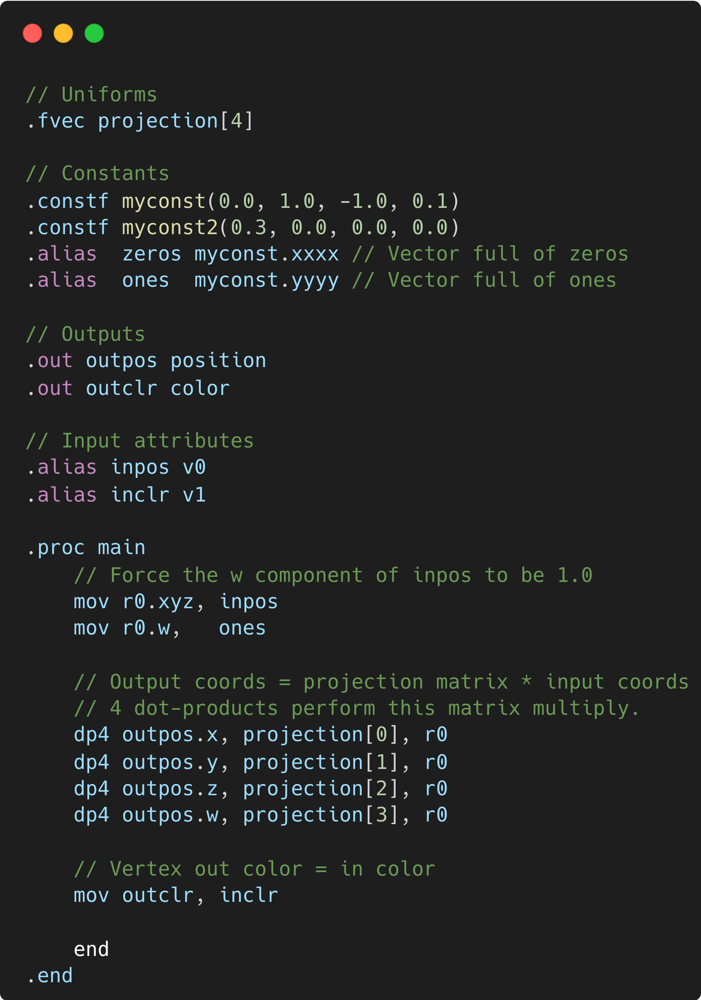 // Uniforms
.fvec projection[4]
// Constants
.constf myconst(0.0, 1.0, -1.0, 0.1)
.constf myconst2(0.3, 0.0, 0.0, 0.0)
.alias  zeros myconst.xxxx // Vector full of zeros
.alias  ones  myconst.yyyy // Vector full of ones
// Outputs
.out outpos position
.out outclr color
// Input attributes
.alias inpos v0
.alias inclr v1
.proc main
    // Force the w component of inpos to be 1.0
    mov r0.xyz, inpos
    mov r0.w,   ones
    // Output coords = projection matrix * input coords
    // 4 dot-products perform this matrix multiply.
    dp4 outpos.x, projection[0], r0
    dp4 outpos.y, projection[1], r0
    dp4 outpos.z, projection[2], r0
    dp4 outpos.w, projection[3], r0
    // Vertex out color = in color
    mov outclr, inclr
    end
.end